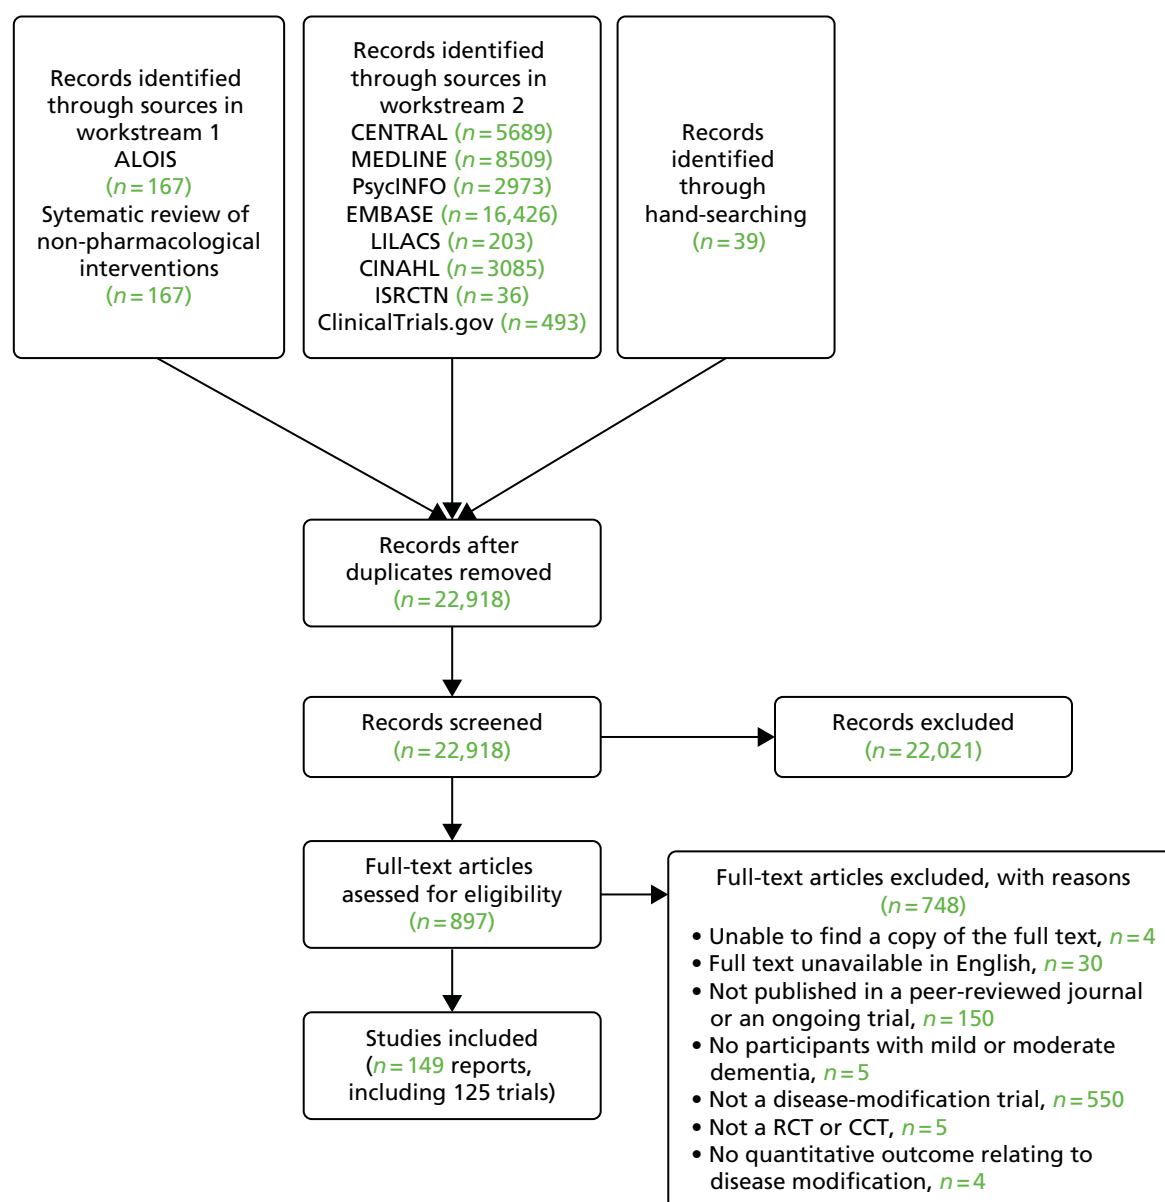 Records identified
through sources in
workstream 1
ALOIS
(n=167)
Sytematic review of
non-pharmacological
interventions
(n=167)
Records identified
through sources in
workstream 2
CENTRAL (n=5689)
MEDLINE (n=8509)
PsycINFO (n=2973)
EMBASE (n=16,426)
LILACS (n=203)
CINAHL (n=3085)
ISRCTN (n=36)
ClinicalTrials.gov (n=493)
Records
identified
through
hand-searching
(n=39)
Records after
duplicates removed
(n=22,918)
Records screened
(n=22,918)
Records excluded
(n=22,021)
Full-text articles
asessed for eligibility
(n=897)
Full-text articles excluded, with reasons
(n=748)
• Unable to find a copy of the full text, n=4
• Full text unavailable in English, n=30
• Not published in a peer-reviewed journal
or an ongoing trial, n=150
• No participants with mild or moderate
dementia, n=5
• Not a disease-modification trial, n=550
• Not a RCT or CCT, n=5
• No quantitative outcome relating to
disease modification, n=4
Studies included
(n=149 reports,
including 125 trials)